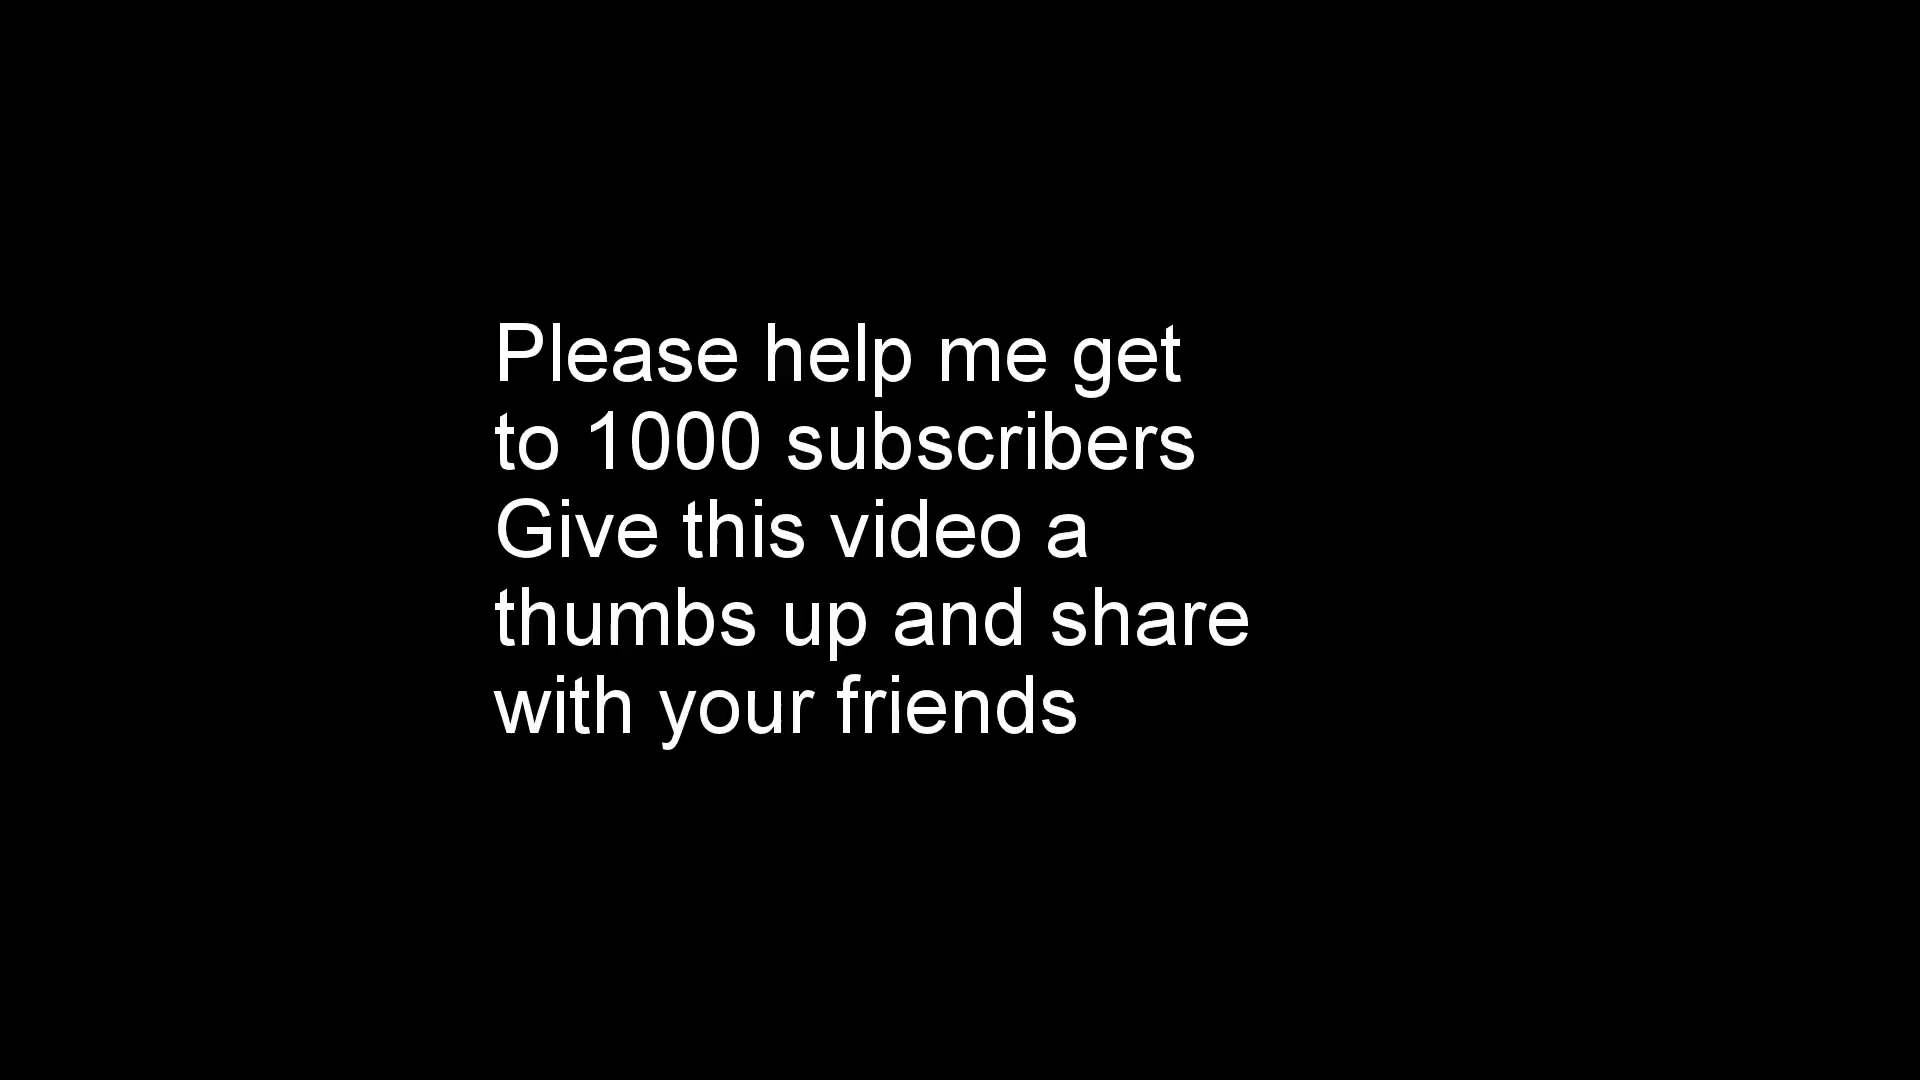 Please help me get
to 1000 subscribers
Give this video a
thumbs up and share
with your friends